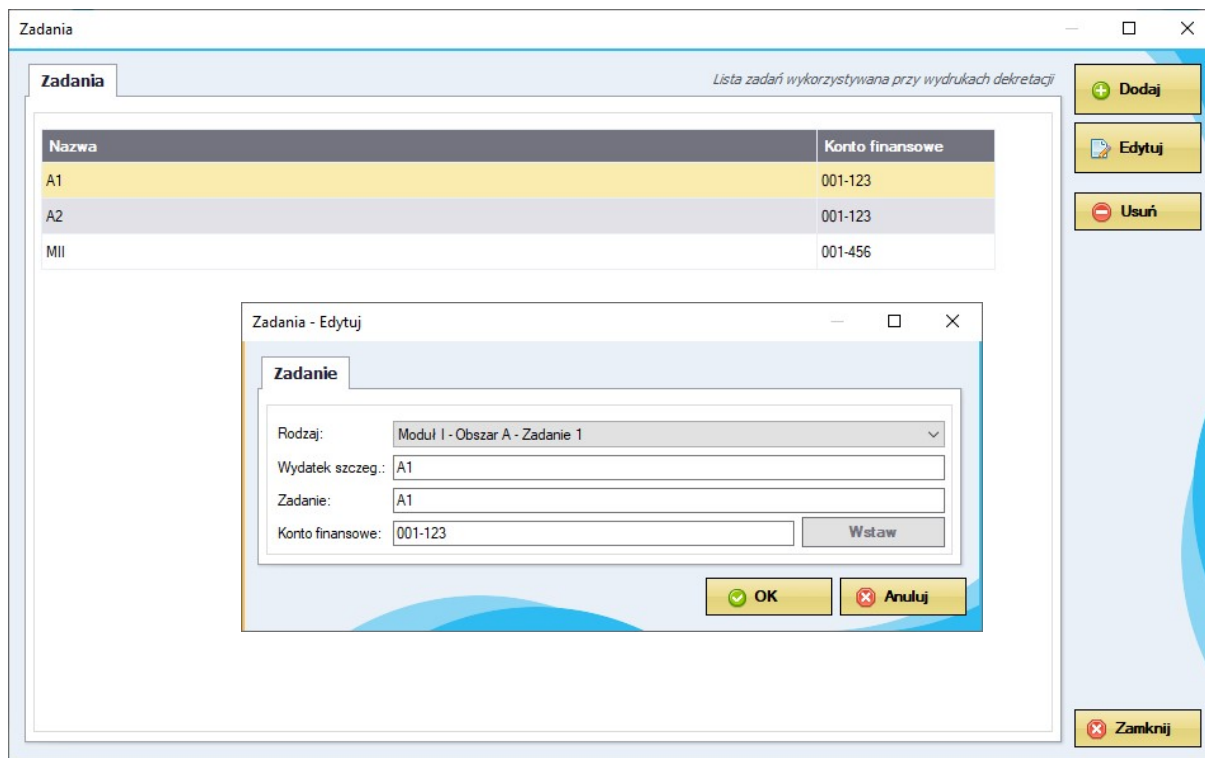 Zadania
Zadania
Lista zadań wykorzystywana przy wydrukach dekretacji
Dodaj
Edytuj
Usuń
Nazwa Konto finansowe
A1 001-123
A2 001-123
MII 001-456
Zadania - Edytuj
Zadanie
Rodzaj: Moduł I - Obszar A - Zadanie 1
Wydatek szczeg.: A1
Zadanie: A1
Konto finansowe: 001-123 Wstaw
OK Anuluj
Zamknij